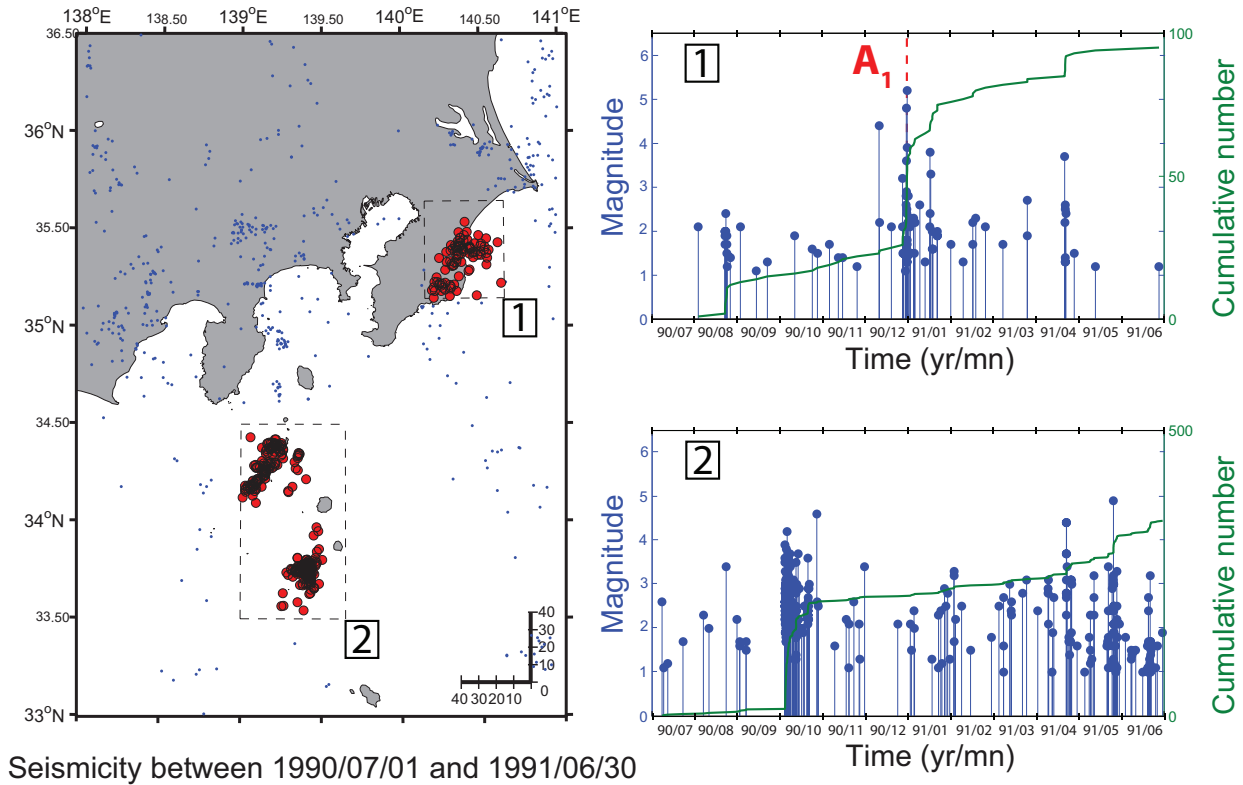 138°E 138.50 139°E 139.50 140°E 140.50 141°E
36.50
36°N
35.50
35°N
34.50
34°N
33.50
33°N
1
2
40
30
20
10
0
40 30 20 10
Seismicity between 1990/07/01 and 1991/06/30
1
A1
Magnitude
6
5
4
3
2
1
0
100
50
0
Cumulative number
90/07 90/08 90/09 90/10 90/11 90/12 91/01 91/02 91/03 91/04 91/05 91/06
Time (yr/mn)
2
Magnitude
6
5
4
3
2
1
0
500
0
Cumulative number
90/07 90/08 90/09 90/10 90/11 90/12 91/01 91/02 91/03 91/04 91/05 91/06
Time (yr/mn)